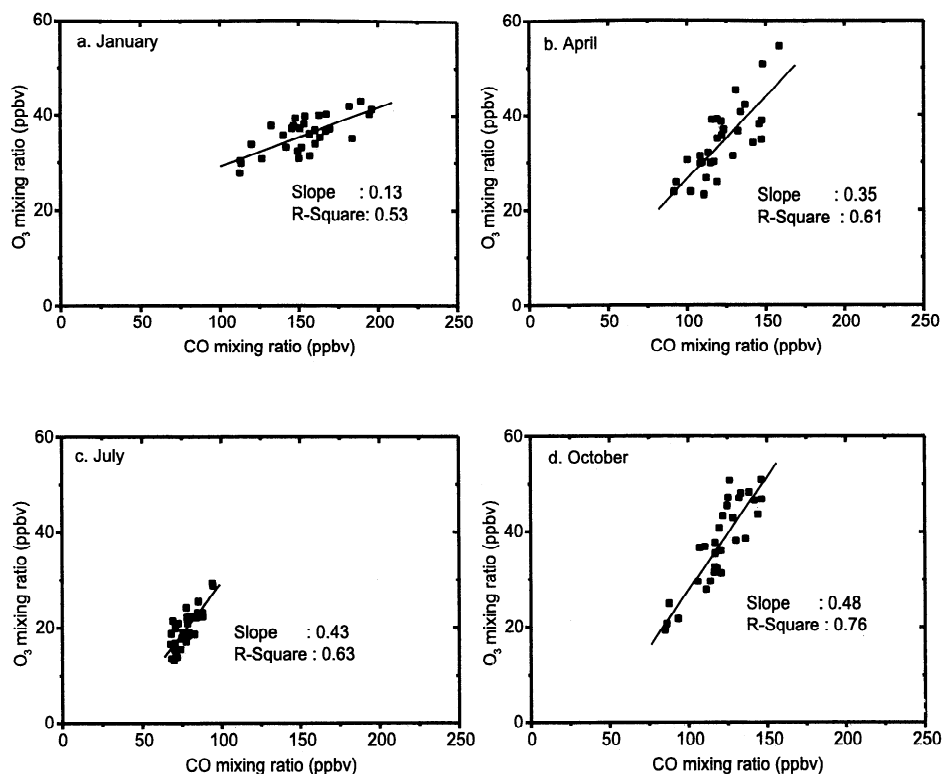 a. January
60
40
20
0
O3 mixing ratio (ppbv)
Slope : 0.13
R-Square : 0.53
0 50 100 150 200 250
CO mixing ratio (ppbv)
b. April
60
40
20
0
O3 mixing ratio (ppbv)
Slope : 0.35
R-Square : 0.61
0 50 100 150 200 250
CO mixing ratio (ppbv)
c. July
60
40
20
0
O3 mixing ratio (ppbv)
Slope : 0.43
R-Square : 0.63
0 50 100 150 200 250
CO mixing ratio (ppbv)
d. October
60
40
20
0
O3 mixing ratio (ppbv)
Slope : 0.48
R-Square : 0.76
0 50 100 150 200 250
CO mixing ratio (ppbv)